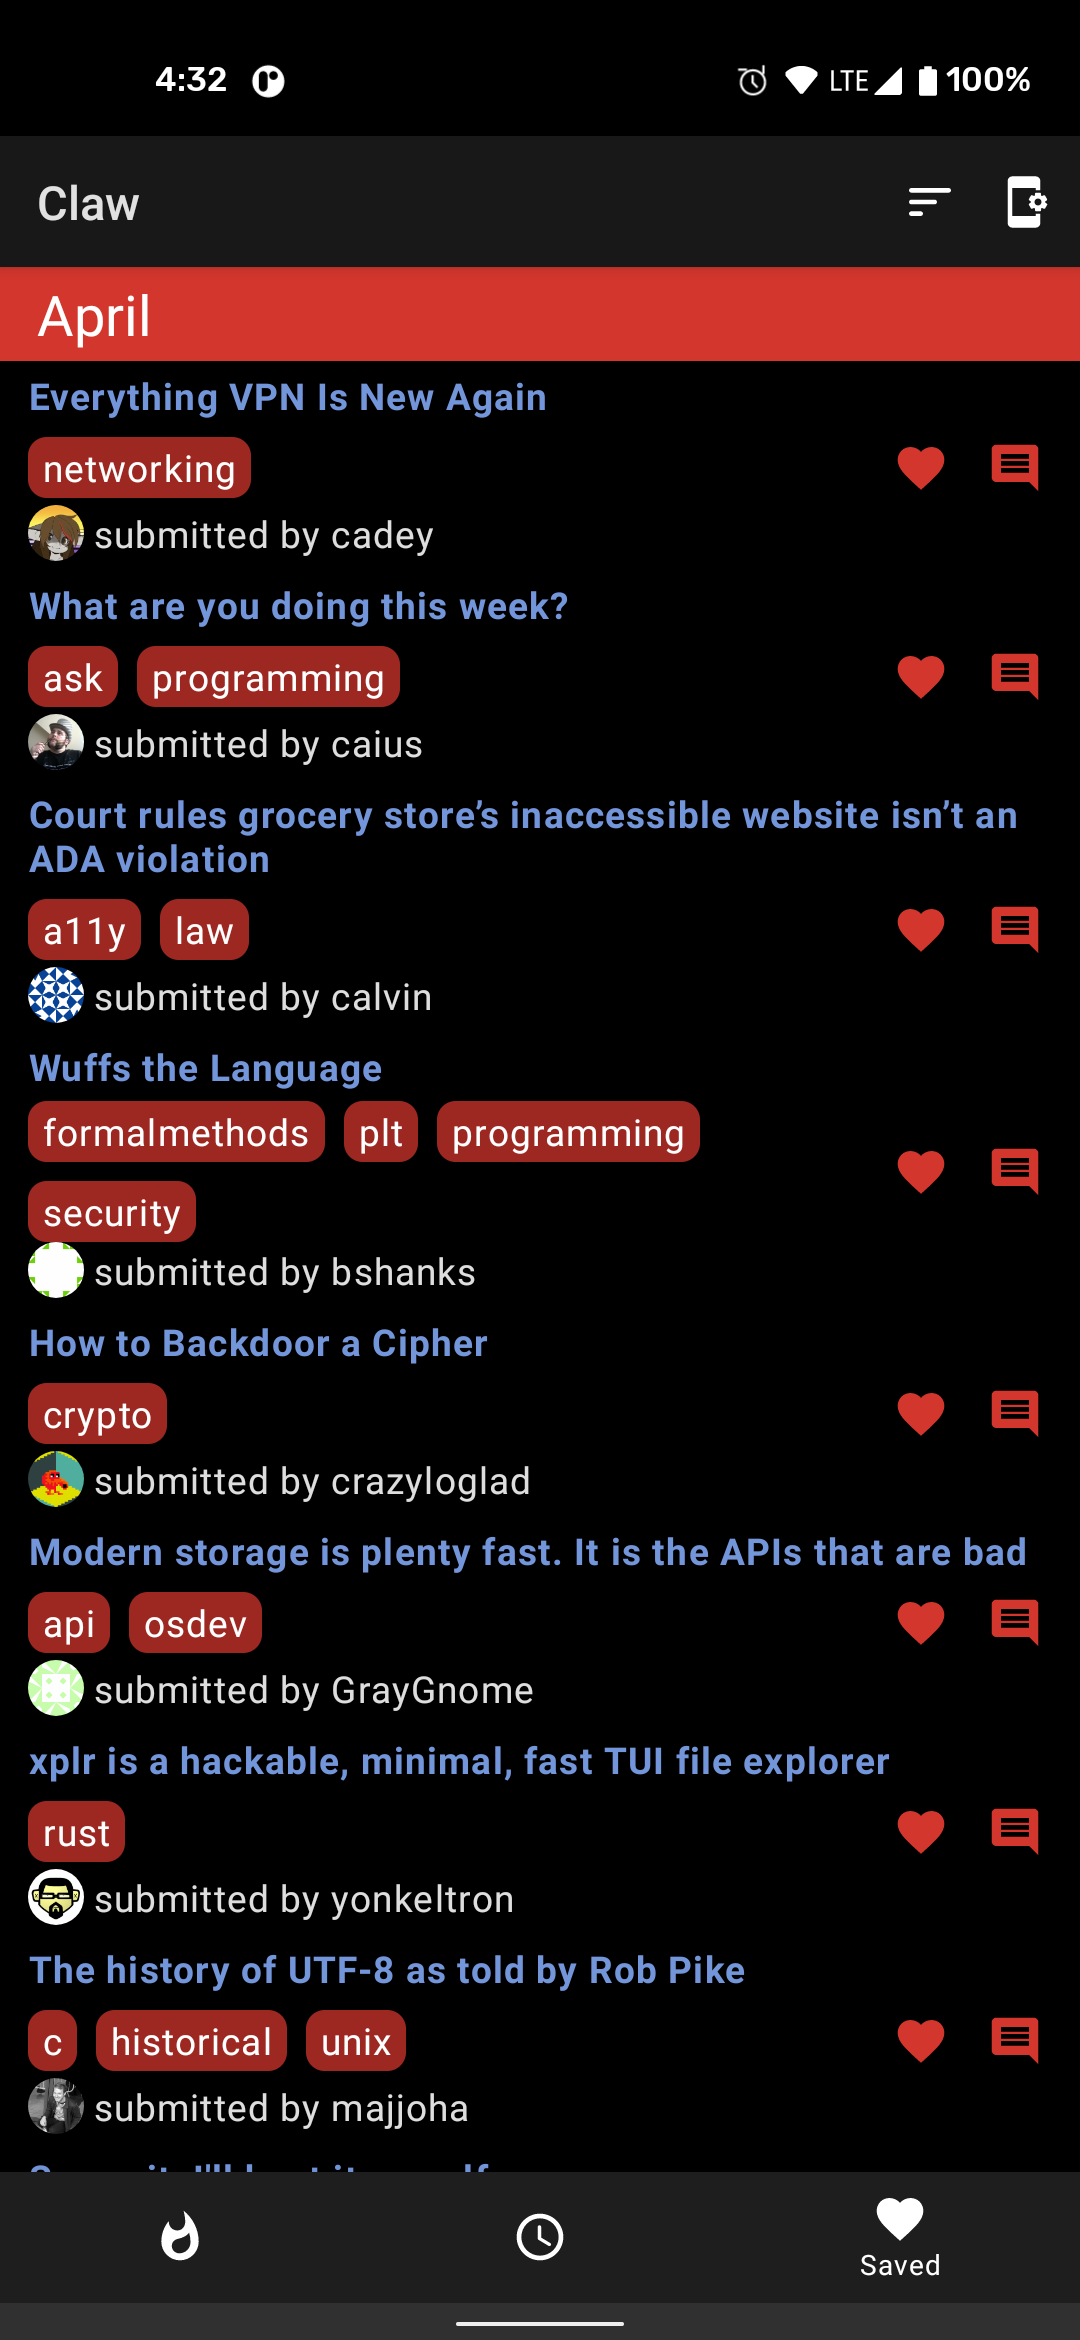 4:32
LTE 100%
Claw
April
Everything VPN Is New Again
networking
submitted by cadey
What are you doing this week?
ask programming
submitted by caius
Court rules grocery store’s inaccessible website isn’t an
ADA violation
a11y law
submitted by calvin
Wuffs the Language
formalmethods plt programming
security
submitted by bshanks
How to Backdoor a Cipher
crypto
submitted by crazyloglad
Modern storage is plenty fast. It is the APIs that are bad
api osdev
submitted by GrayGnome
xplr is a hackable, minimal, fast TUI file explorer
rust
submitted by yonkeltron
The history of UTF-8 as told by Rob Pike
c historical unix
submitted by majjoha
Saved